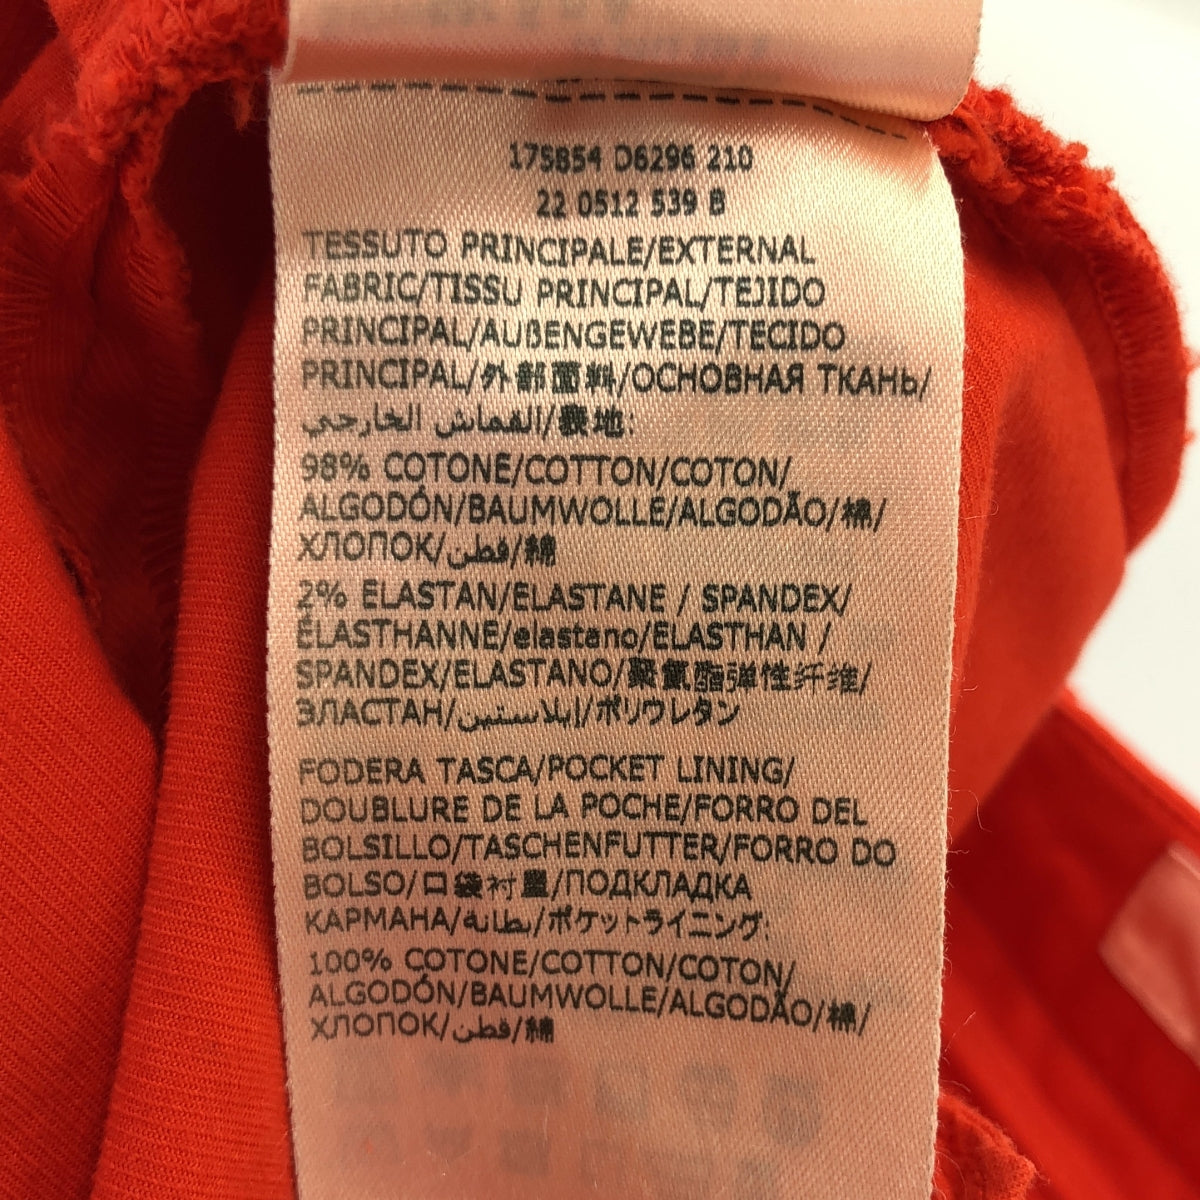 175854 D6296 210
22 0512 539 B
TESSUTO PRINCIPALE/EXTERNAL
FABRIC/TISSU PRINCIPAL/TEJIDO
PRINCIPAL/AUßENGEWEBE/TECIDO
PRINCIPAL/外部面料/ОСНОВНАЯ ТКАНЬ/
القماش الخارجي/表地:
98% COTONE/COTTON/COTON/
ALGODÓN/BAUMWOLLE/ALGODÃO/棉/
ХЛОПОК/قطن/綿
2% ELASTAN/ELASTANE / SPANDEX/
ÉLASTHANNE/elastano/ELASTHAN /
SPANDEX/ELASTANO/聚氨酯弹性纤维/
ЭЛАСТАН/إيلاستين/ポリウレタン
FODERA TASCA/POCKET LINING/
DOUBLURE DE LA POCHE/FORRO DEL
BOLSILLO/TASCHENFUTTER/FORRO DO
BOLSO/口袋衬里/ПОДКЛАДКА
КАРМАНА/بطانة/ポケットライニング:
100% COTONE/COTTON/COTON/
ALGODÓN/BAUMWOLLE/ALGODÃO/棉/
ХЛОПОК/قطن/綿